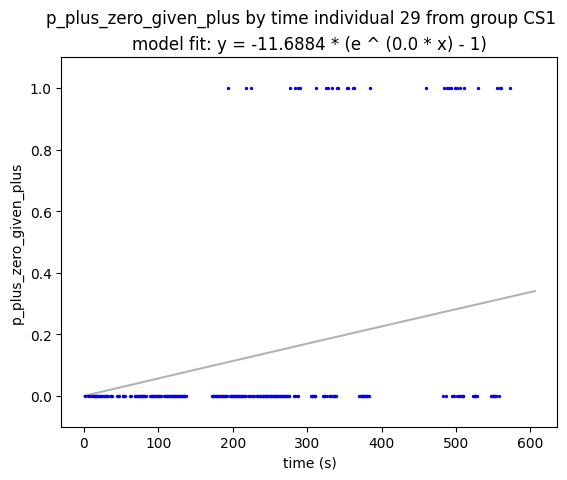 p_plus_zero_given_plus by time individual 29 from group CS1
model fit: y = -11.6884 * (e ^ (0.0 * x) - 1)
1.0
0.8
0.6
0.4
0.2
0.0
p_plus_zero_given_plus
0 100 200 300 400 500 600
time (s)